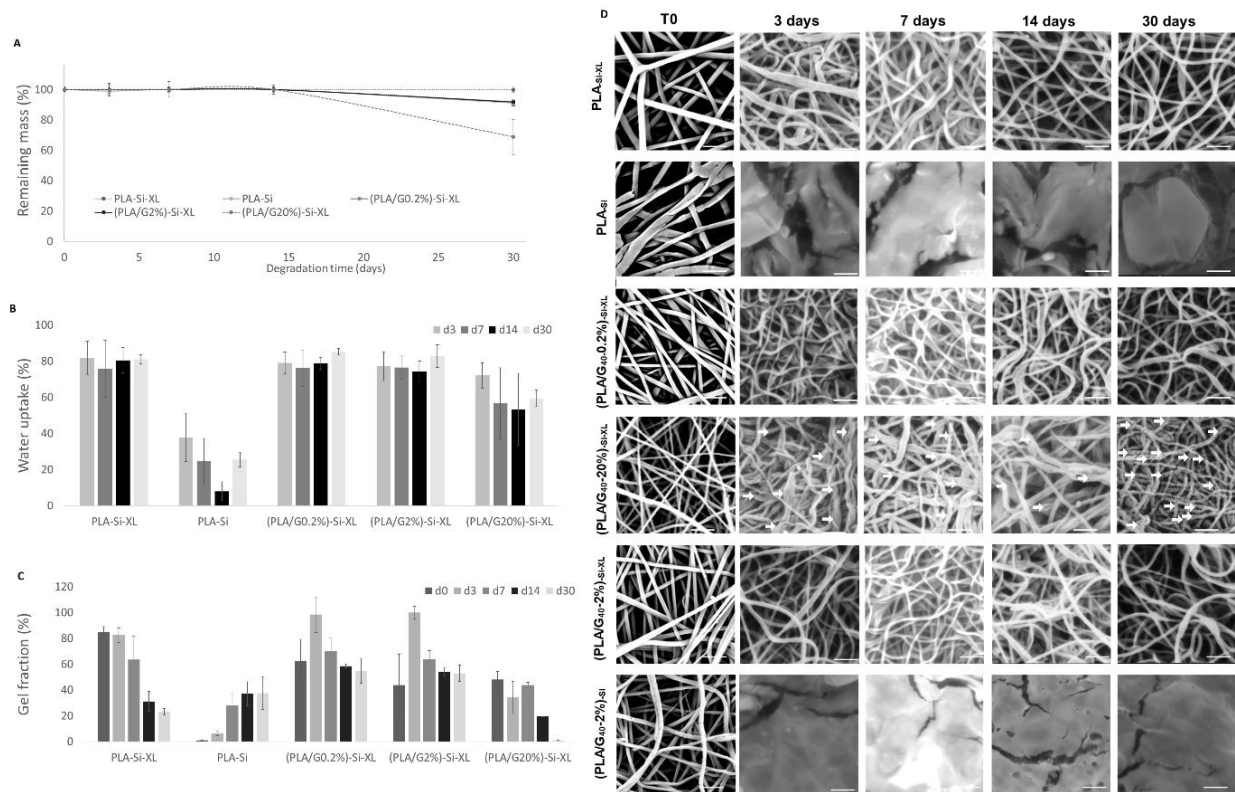 A
Remaining mass (%)
120
100
80
60
40
20
0
PLA-Si-XL
PLA-Si
(PLA/G0.2%)-Si-XL
(PLA/G2%)-Si-XL
(PLA/G20%)-Si-XL
0
5
10
15
20
25
30
Degradation time (days)
B
Water uptake (%)
100
80
60
40
20
0
d3
d7
d14
d30
PLA-Si-XL
PLA-Si
(PLA/G0.2%)-Si-XL
(PLA/G2%)-Si-XL
(PLA/G20%)-Si-XL
C
Gel fraction (%)
120
100
80
60
40
20
0
d0
d3
d7
d14
d30
PLA-Si-XL
PLA-Si
(PLA/G0.2%)-Si-XL
(PLA/G2%)-Si-XL
(PLA/G20%)-Si-XL
D
T0
3 days
7 days
14 days
30 days
PLA-Si-XL
PLA-Si
(PLA/G40-0.2%)-Si-XL
(PLA/G40-20%)-Si-XL
(PLA/G40-2%)-Si-XL
(PLA/G40-2%)-Si